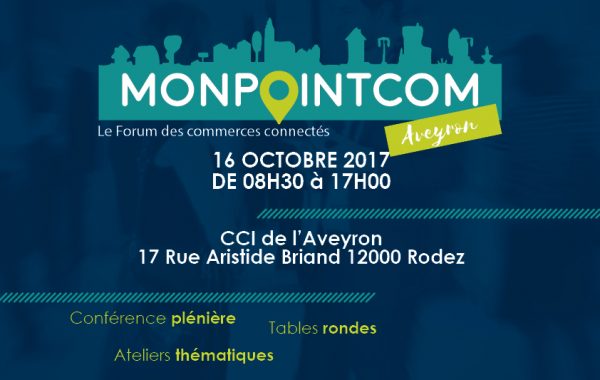 MONPOINTCOM
Le Forum des commerces connectés
Aveyron
16 OCTOBRE 2017
DE 08H30 à 17H00
CCI de l'Aveyron
17 Rue Aristide Briand 12000 Rodez
Conférence plénière
Tables rondes
Ateliers thématiques